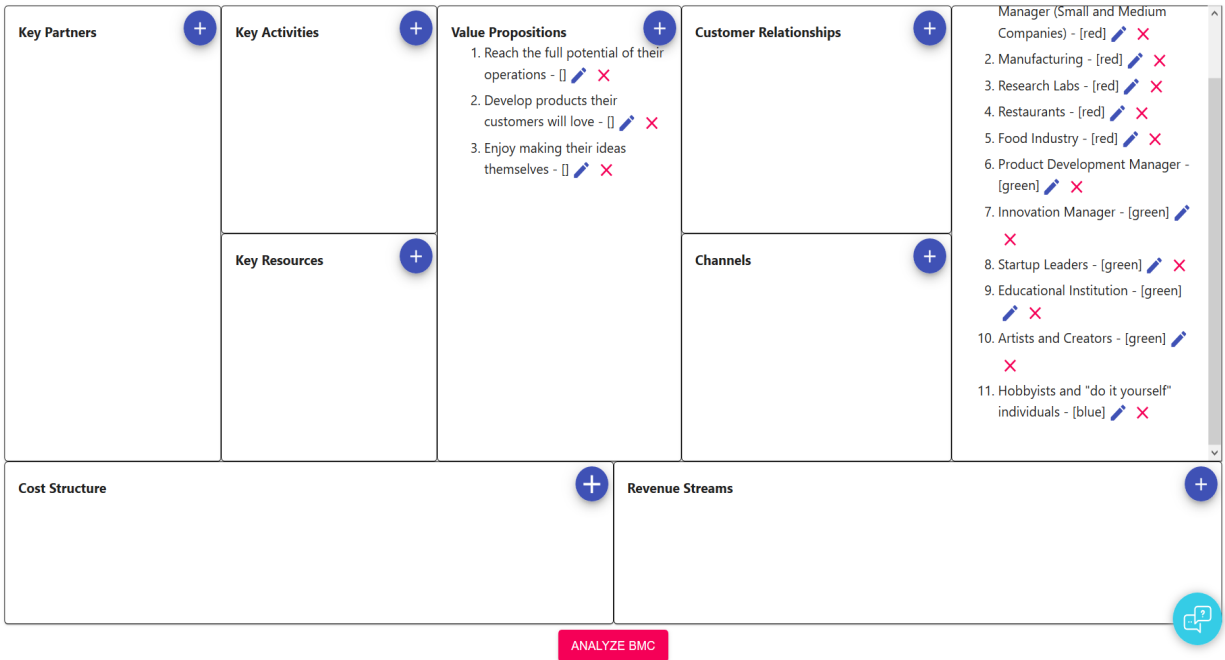 Key Partners
Key Activities
Value Propositions
1. Reach the full potential of their
operations - []
2. Develop products their
customers will love - []
3. Enjoy making their ideas
themselves - []
Customer Relationships
Manager (Small and Medium
Companies) - [red]
2. Manufacturing - [red]
3. Research Labs - [red]
4. Restaurants - [red]
5. Food Industry - [red]
6. Product Development Manager -
[green]
7. Innovation Manager - [green]
8. Startup Leaders - [green]
9. Educational Institution - [green]
10. Artists and Creators - [green]
11. Hobbyists and "do it yourself"
individuals - [blue]
Key Resources
Channels
Cost Structure
Revenue Streams
ANALYZE BMC